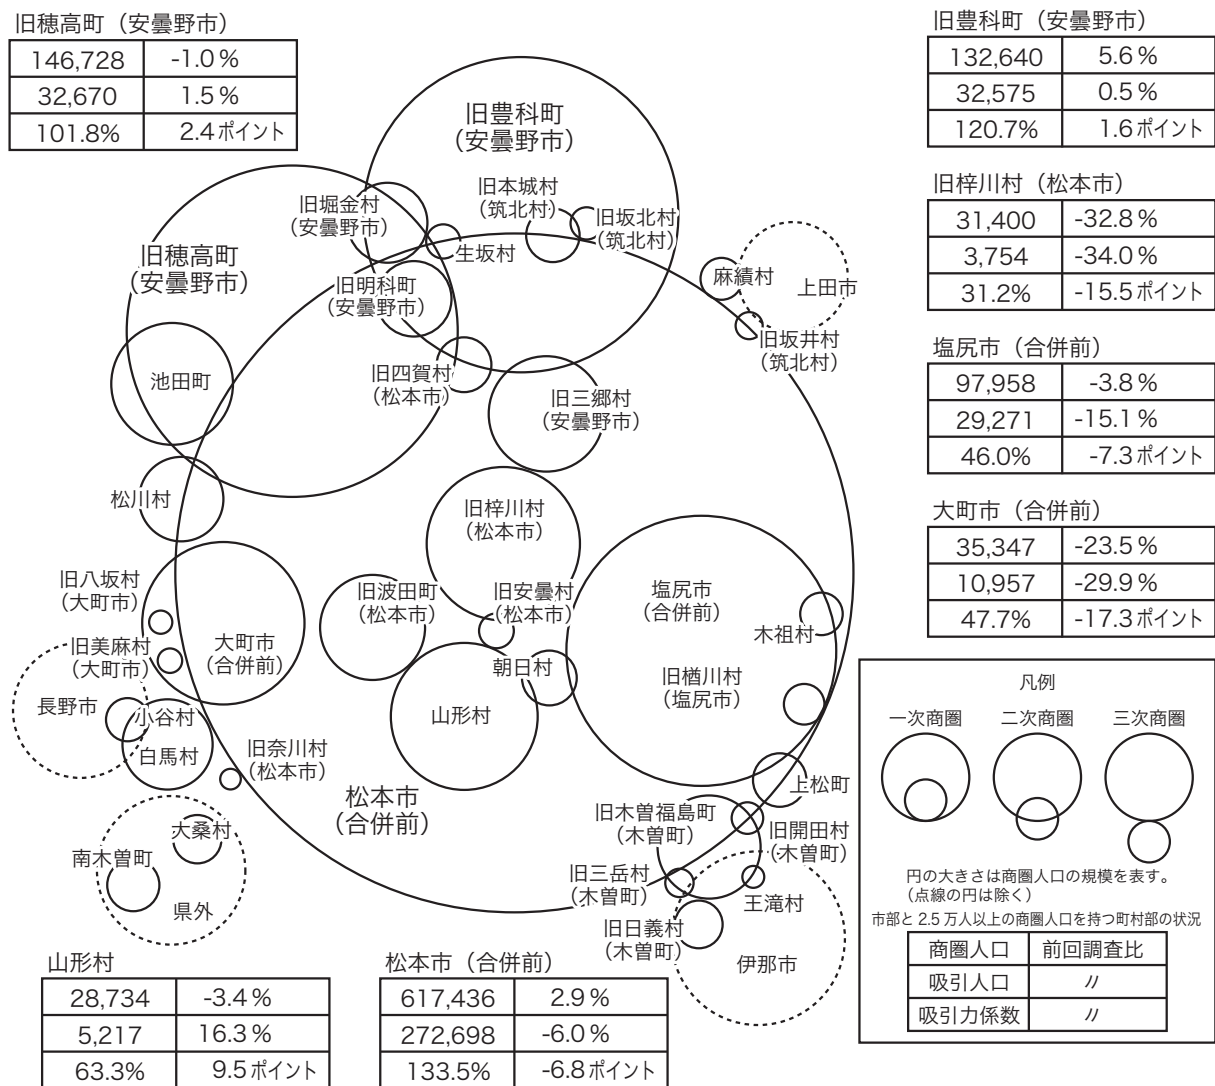 旧穂高町（安曇野市）
146,728 -1.0％
32,670 1.5％
101.8% 2.4ポイント
旧豊科町（安曇野市）
132,640 5.6％
32,575 0.5％
120.7% 1.6ポイント
旧梓川村（松本市）
31,400 -32.8％
3,754 -34.0％
31.2% -15.5ポイント
塩尻市（合併前）
97,958 -3.8％
29,271 -15.1％
46.0% -7.3ポイント
大町市（合併前）
35,347 -23.5％
10,957 -29.9％
47.7% -17.3ポイント
旧豊科町
（安曇野市）
旧堀金村
（安曇野市）
旧本城村
（筑北村）
旧坂北村
（筑北村）
生坂村
旧穂高町
（安曇野市）
旧明科町
（安曇野市）
麻績村
上田市
旧坂井村
（筑北村）
池田町
旧四賀村
（松本市）
旧三郷村
（安曇野市）
松川村
旧梓川村
（松本市）
旧八坂村
（大町市）
旧波田町
（松本市）
旧安曇村
（松本市）
塩尻市
（合併前）
木祖村
大町市
（合併前）
旧美麻村
（大町市）
朝日村
旧楢川村
（塩尻市）
長野市
小谷村
白馬村
山形村
旧奈川村
（松本市）
松本市
（合併前）
上松町
旧木曽福島町
（木曽町）
旧開田村
（木曽町）
大桑村
南木曽町
県外
旧三岳村
（木曽町）
王滝村
旧日義村
（木曽町）
伊那市
凡例
一次商圏 二次商圏 三次商圏
円の大きさは商圏人口の規模を表す。
（点線の円は除く）
市部と2.5万人以上の商圏人口を持つ町村部の状況
商圏人口 前回調査比
吸引人口 〃
吸引力係数 〃
山形村
28,734 -3.4％
5,217 16.3％
63.3% 9.5ポイント
松本市（合併前）
617,436 2.9％
272,698 -6.0％
133.5% -6.8ポイント